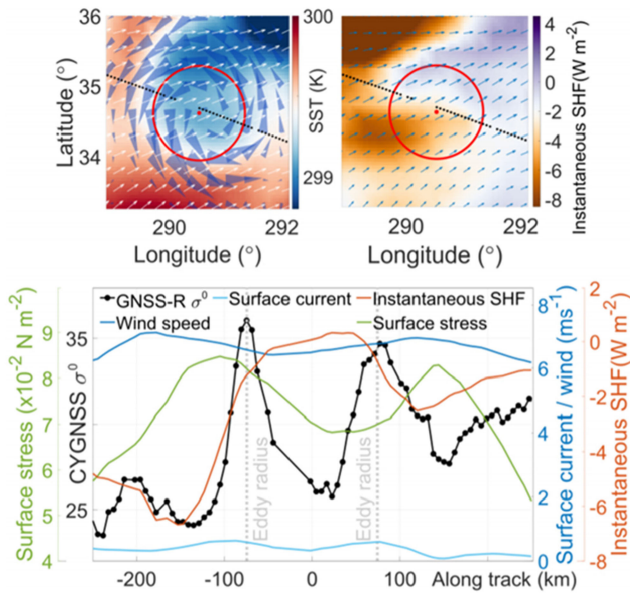 36
35
34
Latitude (°)
290
292
Longitude (°)
300
299
SST (K)
290
292
Longitude (°)
4
2
0
-2
-4
-6
-8
Instantaneous SHF(W m-2)
GNSS-R σ0
Surface current
Instantaneous SHF
Wind speed
Surface stress
Surface stress (x10-2 N m-2)
9
8
7
6
5
4
CYGNSS σ0
35
25
Eddy radius
Eddy radius
8
6
4
2
0
Surface current / wind (ms-1)
2
0
-2
-4
-6
-8
Instantaneous SHF(W m-2)
-200
-100
0
100
Along track (km)